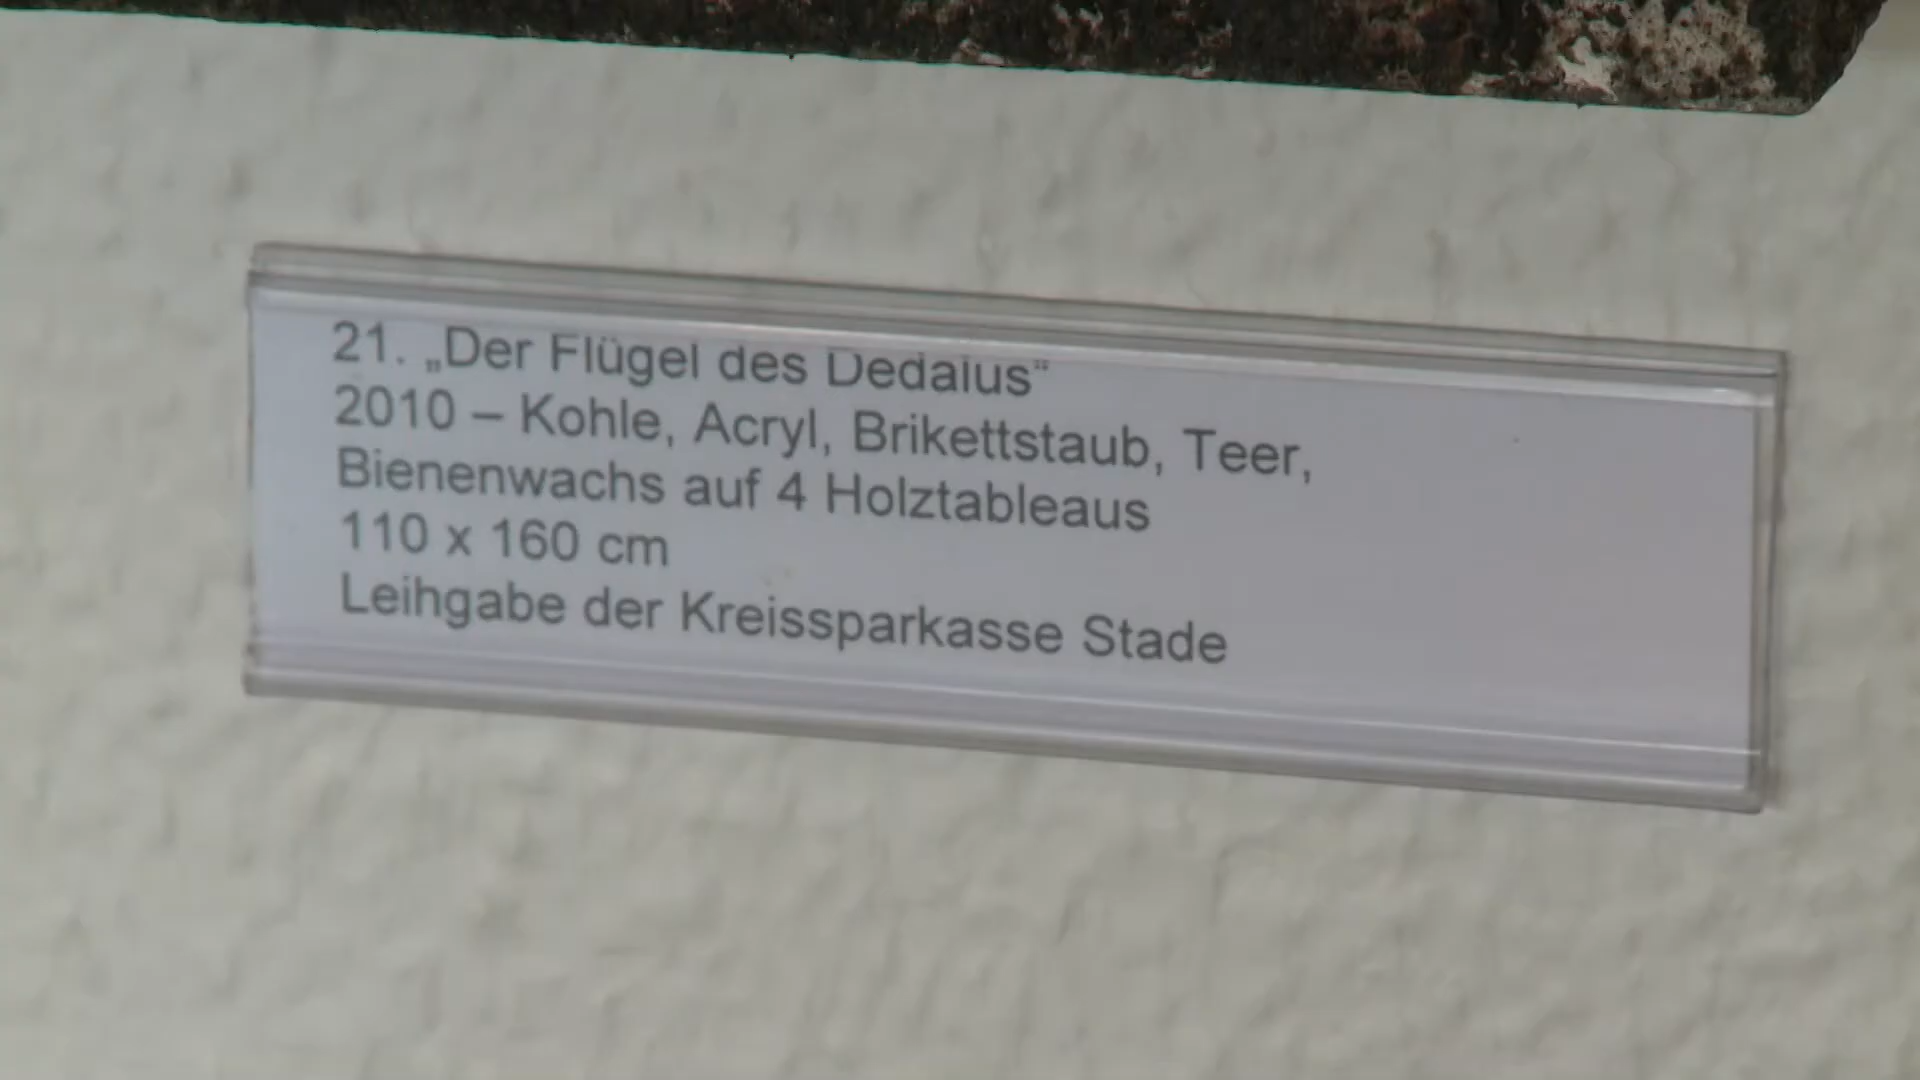 21. „Der Flügel des Dedalus“
2010 – Kohle, Acryl, Brikettstaub, Teer,
Bienenwachs auf 4 Holztableaus
110 x 160 cm
Leihgabe der Kreissparkasse Stade